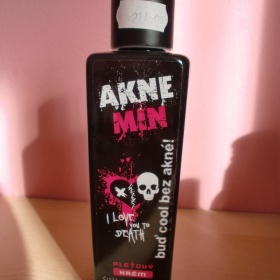 AKNE
MIN
buď cool bez akné!
I LOVE
YOU TO
DEATH
PLEŤOVÝ
KRÉM